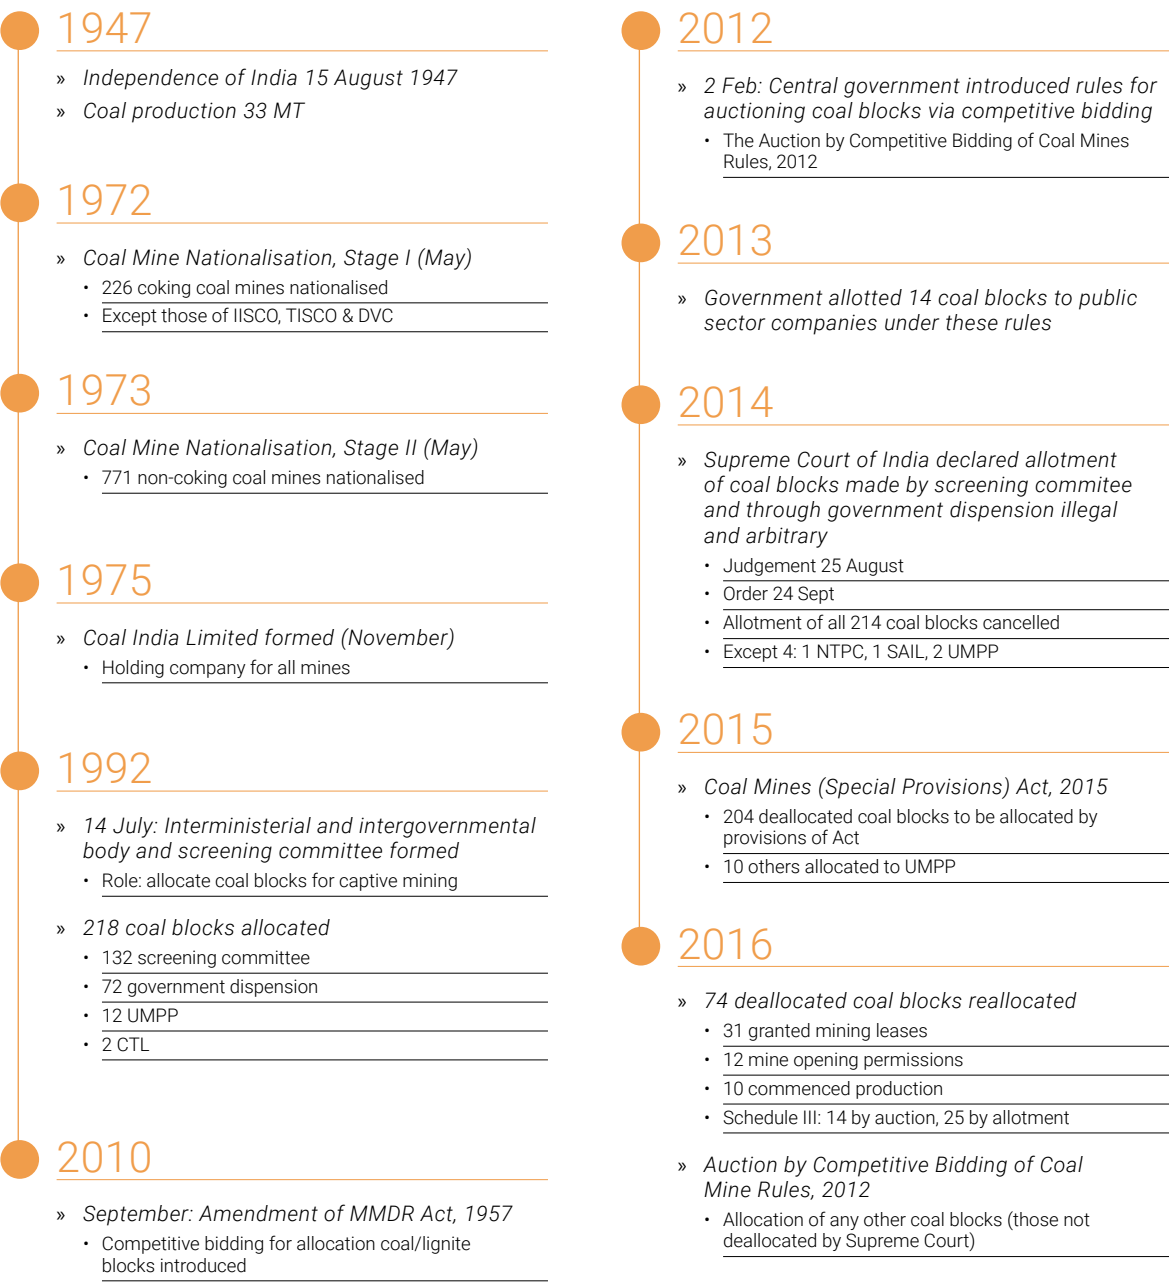 1947
» Independence of India 15 August 1947
» Coal production 33 MT
1972
» Coal Mine Nationalisation, Stage I (May)
• 226 coking coal mines nationalised
• Except those of IISCO, TISCO & DVC
1973
» Coal Mine Nationalisation, Stage II (May)
• 771 non-coking coal mines nationalised
1975
» Coal India Limited formed (November)
• Holding company for all mines
1992
» 14 July: Interministerial and intergovernmental
body and screening committee formed
• Role: allocate coal blocks for captive mining
» 218 coal blocks allocated
• 132 screening committee
• 72 government dispension
• 12 UMPP
• 2 CTL
2010
» September: Amendment of MMDR Act, 1957
• Competitive bidding for allocation coal/lignite
blocks introduced
2012
» 2 Feb: Central government introduced rules for
auctioning coal blocks via competitive bidding
• The Auction by Competitive Bidding of Coal Mines
Rules, 2012
2013
» Government allotted 14 coal blocks to public
sector companies under these rules
2014
» Supreme Court of India declared allotment
of coal blocks made by screening commitee
and through government dispension illegal
and arbitrary
• Judgement 25 August
• Order 24 Sept
• Allotment of all 214 coal blocks cancelled
• Except 4: 1 NTPC, 1 SAIL, 2 UMPP
2015
» Coal Mines (Special Provisions) Act, 2015
• 204 deallocated coal blocks to be allocated by
provisions of Act
• 10 others allocated to UMPP
2016
» 74 deallocated coal blocks reallocated
• 31 granted mining leases
• 12 mine opening permissions
• 10 commenced production
• Schedule III: 14 by auction, 25 by allotment
» Auction by Competitive Bidding of Coal
Mine Rules, 2012
• Allocation of any other coal blocks (those not
deallocated by Supreme Court)